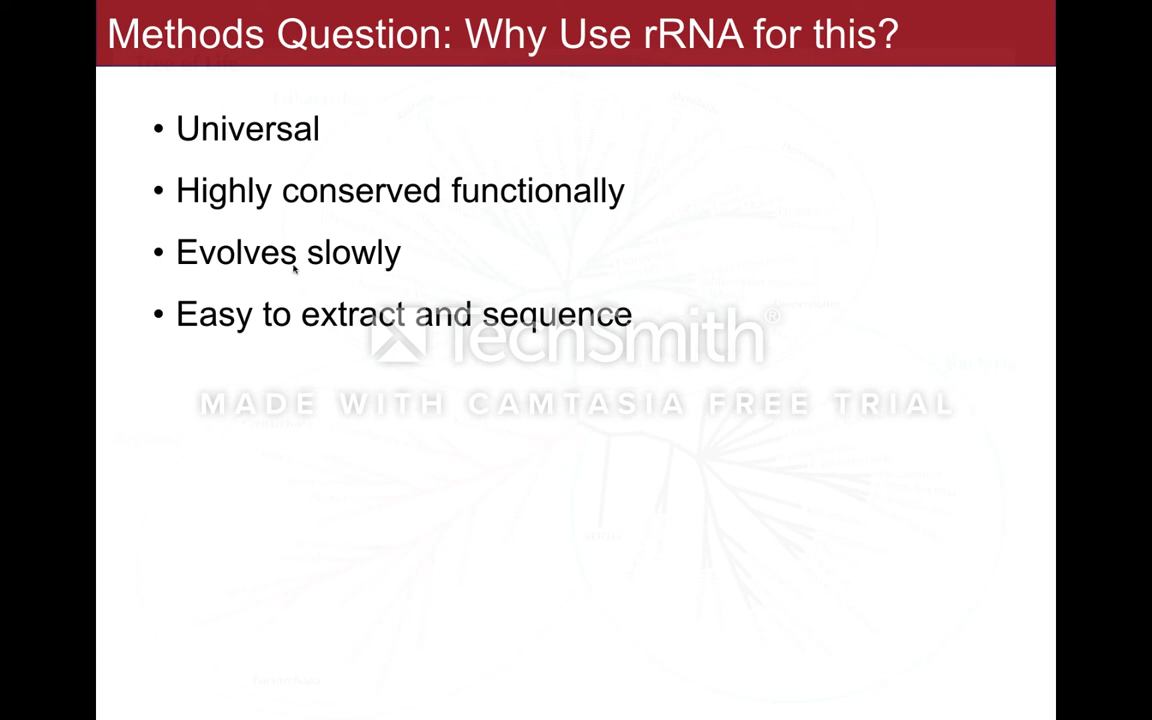 Methods Question: Why Use rRNA for this?
• Universal
• Highly conserved functionally
• Evolves slowly
• Easy to extract and sequence
TechSmith®
MADE WITH CAMTASIA FREE TRIAL